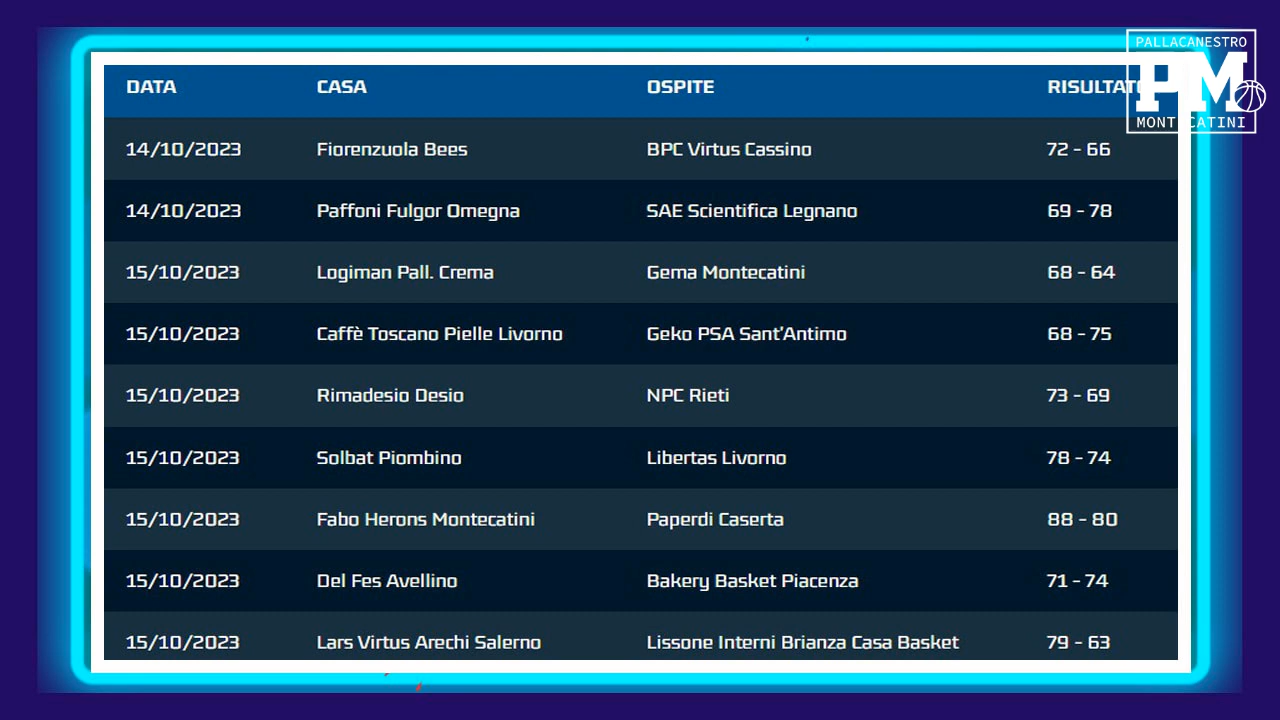 PALLACANESTRO
PM
MONTECATINI
DATA CASA OSPITE RISULTATO
14/10/2023 Fiorenzuola Bees BPC Virtus Cassino 72 - 66
14/10/2023 Paffoni Fulgor Omegna SAE Scientifica Legnano 69 - 78
15/10/2023 Logiman Pall. Crema Gema Montecatini 68 - 64
15/10/2023 Caffè Toscano Pielle Livorno Geko PSA Sant'Antimo 68 - 75
15/10/2023 Rimadesio Desio NPC Rieti 73 - 69
15/10/2023 Solbat Piombino Libertas Livorno 78 - 74
15/10/2023 Fabo Herons Montecatini Paperdi Caserta 88 - 80
15/10/2023 Del Fes Avellino Bakery Basket Piacenza 71 - 74
15/10/2023 Lars Virtus Arechi Salerno Lissone Interni Brianza Casa Basket 79 - 63